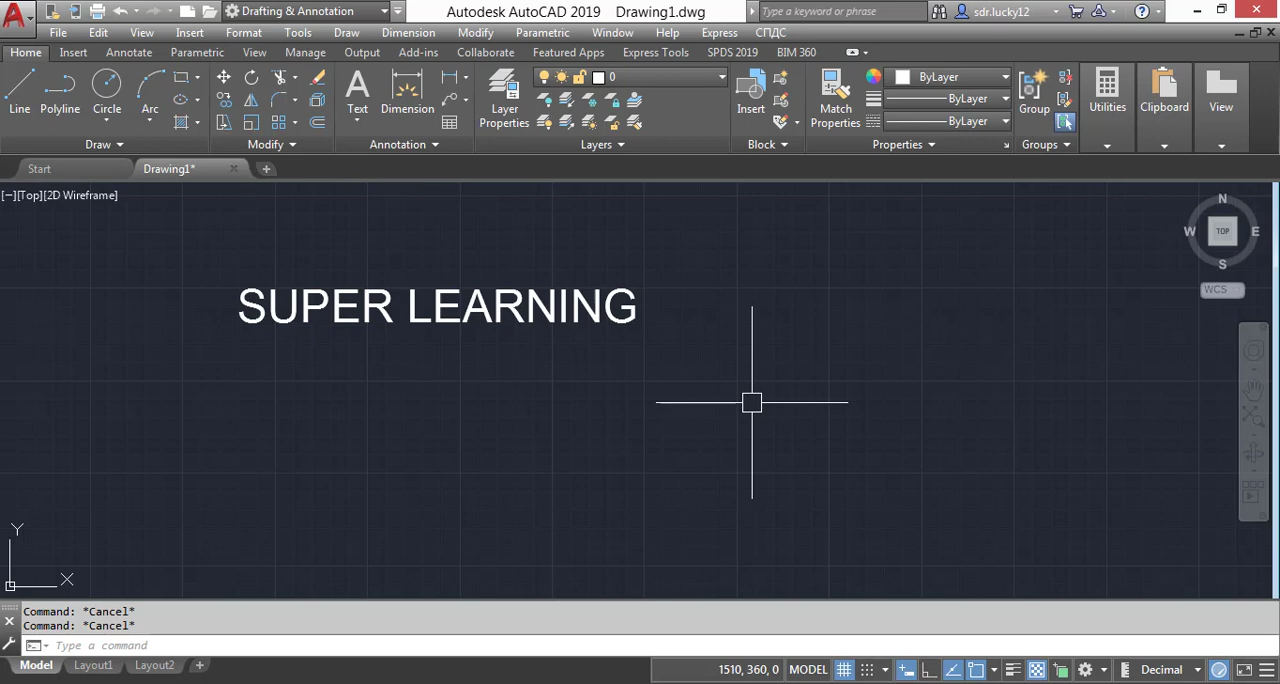 Drafting & Annotation
Autodesk AutoCAD 2019 Drawing1.dwg
Type a keyword or phrase
sdr.lucky12
File Edit View Insert Format Tools Draw Dimension Modify Parametric Window Help Express СПДС
Home Insert Annotate Parametric View Manage Output Add-ins Collaborate Featured Apps Express Tools SPDS 2019 BIM 360
Line Polyline Circle Arc
Text Dimension
Layer
Properties
0
Insert
Match
Properties
ByLayer
ByLayer
ByLayer
Group
Utilities Clipboard View
Draw Modify Annotation Layers Block Properties Groups
Start Drawing1*
[−][Top][2D Wireframe]
N
W TOP E
S
WCS
SUPER LEARNING
Y
X
Command: *Cancel*
Command: *Cancel*
Type a command
Model Layout1 Layout2 +
1510, 360, 0 MODEL Decimal